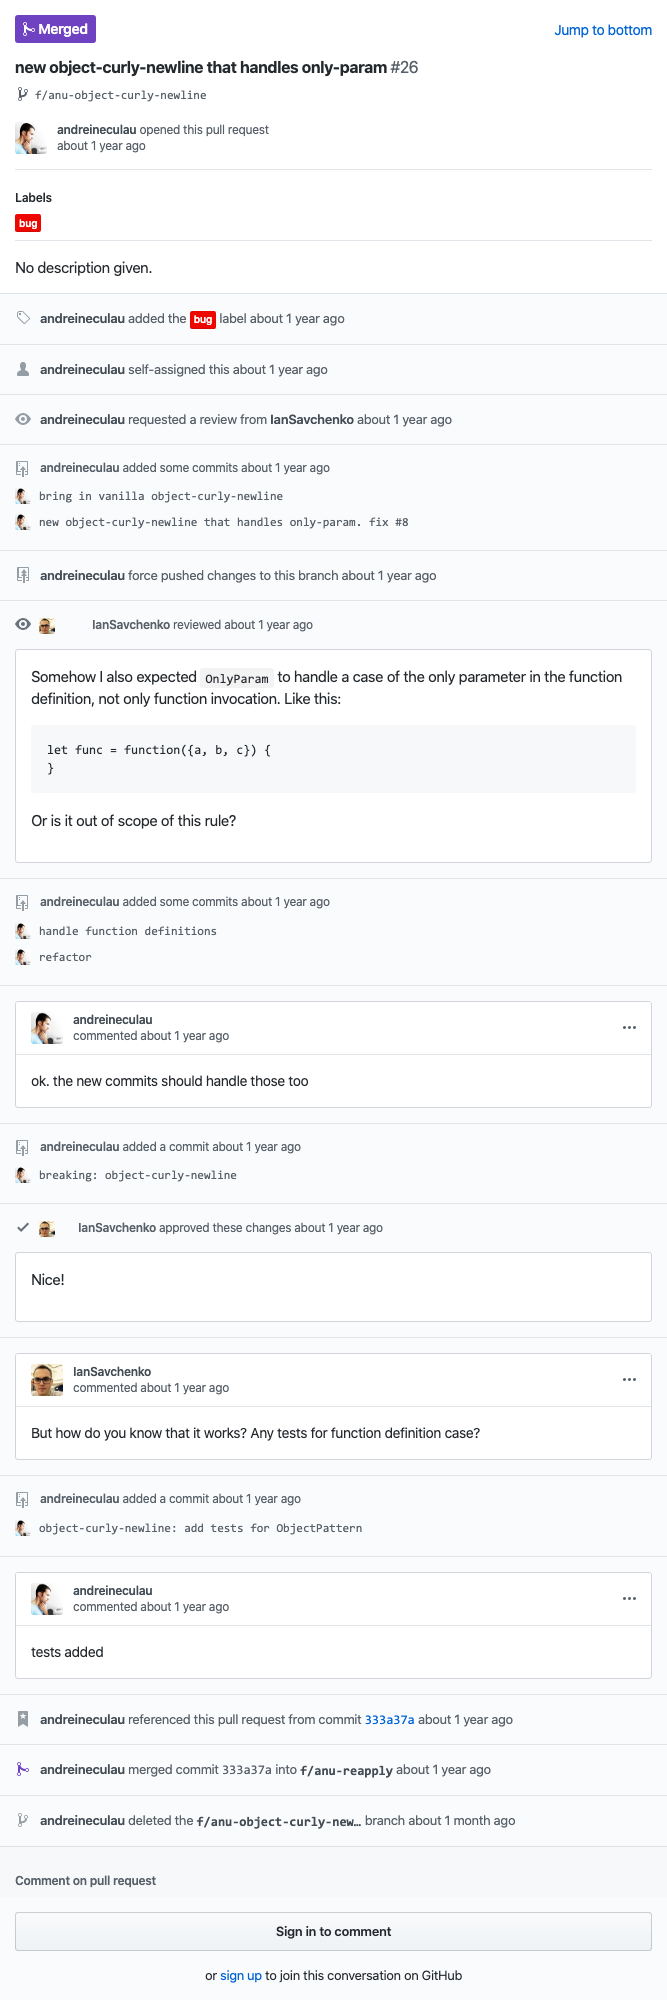 Merged
Jump to bottom
new object-curly-newline that handles only-param #26
f/anu-object-curly-newline
andreineculau opened this pull request
about 1 year ago
Labels
bug
No description given.
andreineculau added the bug label about 1 year ago
andreineculau self-assigned this about 1 year ago
andreineculau requested a review from IanSavchenko about 1 year ago
andreineculau added some commits about 1 year ago
bring in vanilla object-curly-newline
new object-curly-newline that handles only-param. fix #8
andreineculau force pushed changes to this branch about 1 year ago
IanSavchenko reviewed about 1 year ago
Somehow I also expected OnlyParam to handle a case of the only parameter in the function
definition, not only function invocation. Like this:
let func = function({a, b, c}) {
}
Or is it out of scope of this rule?
andreineculau added some commits about 1 year ago
handle function definitions
refactor
andreineculau
commented about 1 year ago
ok. the new commits should handle those too
andreineculau added a commit about 1 year ago
breaking: object-curly-newline
IanSavchenko approved these changes about 1 year ago
Nice!
IanSavchenko
commented about 1 year ago
But how do you know that it works? Any tests for function definition case?
andreineculau added a commit about 1 year ago
object-curly-newline: add tests for ObjectPattern
andreineculau
commented about 1 year ago
tests added
andreineculau referenced this pull request from commit 333a37a about 1 year ago
andreineculau merged commit 333a37a into f/anu-reapply about 1 year ago
andreineculau deleted the f/anu-object-curly-new… branch about 1 month ago
Comment on pull request
Sign in to comment
or sign up to join this conversation on GitHub